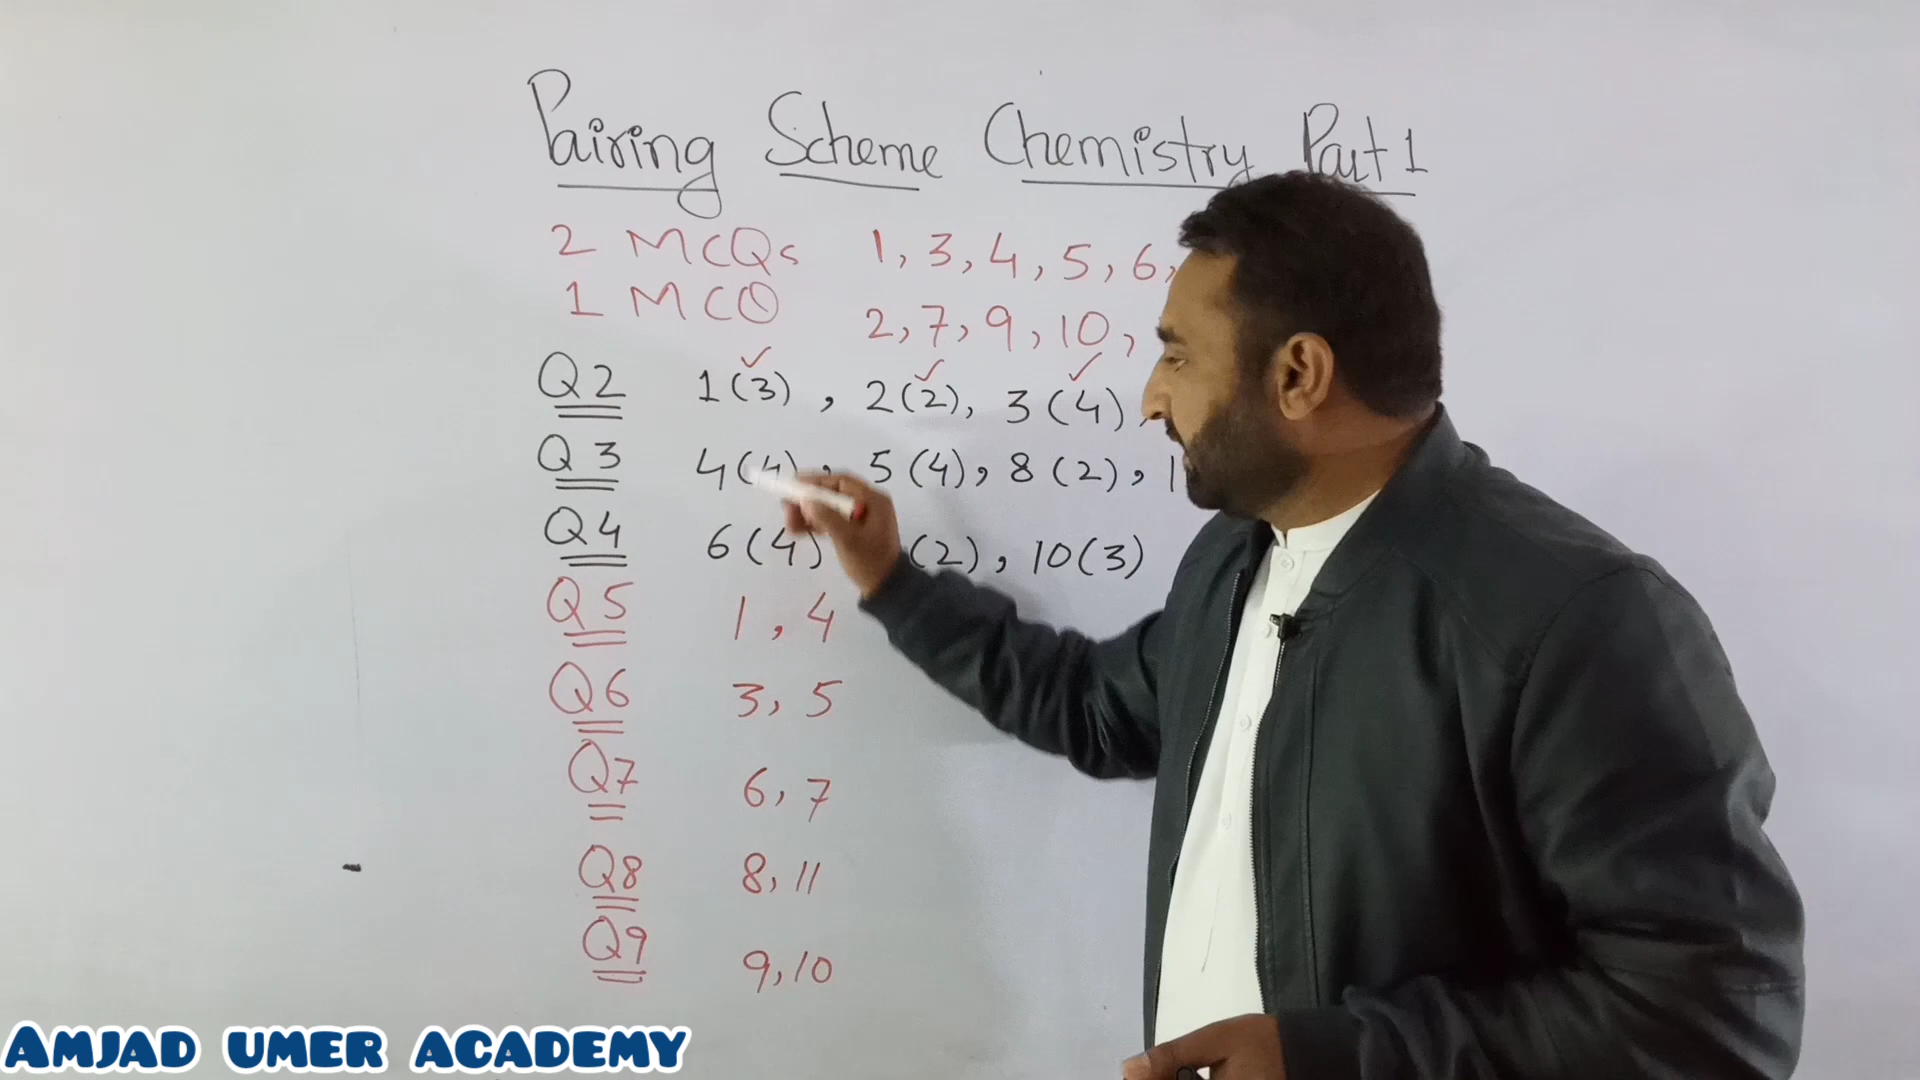 Pairing Scheme Chemistry Part 1
2 MCQs 1, 3, 4, 5, 6,
1 MCQ 2, 7, 9, 10,
Q2 1(3), 2(2), 3(4),
Q3 4(4), 5(4), 8(2), 1
Q4 6(4) (2), 10(3)
Q5 1, 4
Q6 3, 5
Q7 6, 7
Q8 8, 11
Q9 9, 10
AMJAD UMER ACADEMY